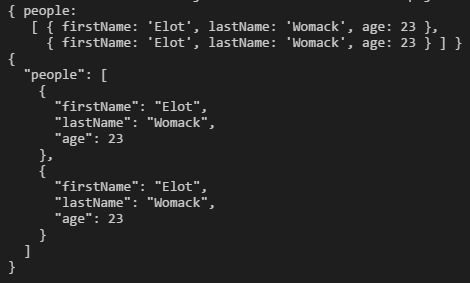 { people:
   [ { firstName: 'Elot', lastName: 'Womack', age: 23 },
     { firstName: 'Elot', lastName: 'Womack', age: 23 } ] }
{
  "people": [
    {
      "firstName": "Elot",
      "lastName": "Womack",
      "age": 23
    },
    {
      "firstName": "Elot",
      "lastName": "Womack",
      "age": 23
    }
  ]
}